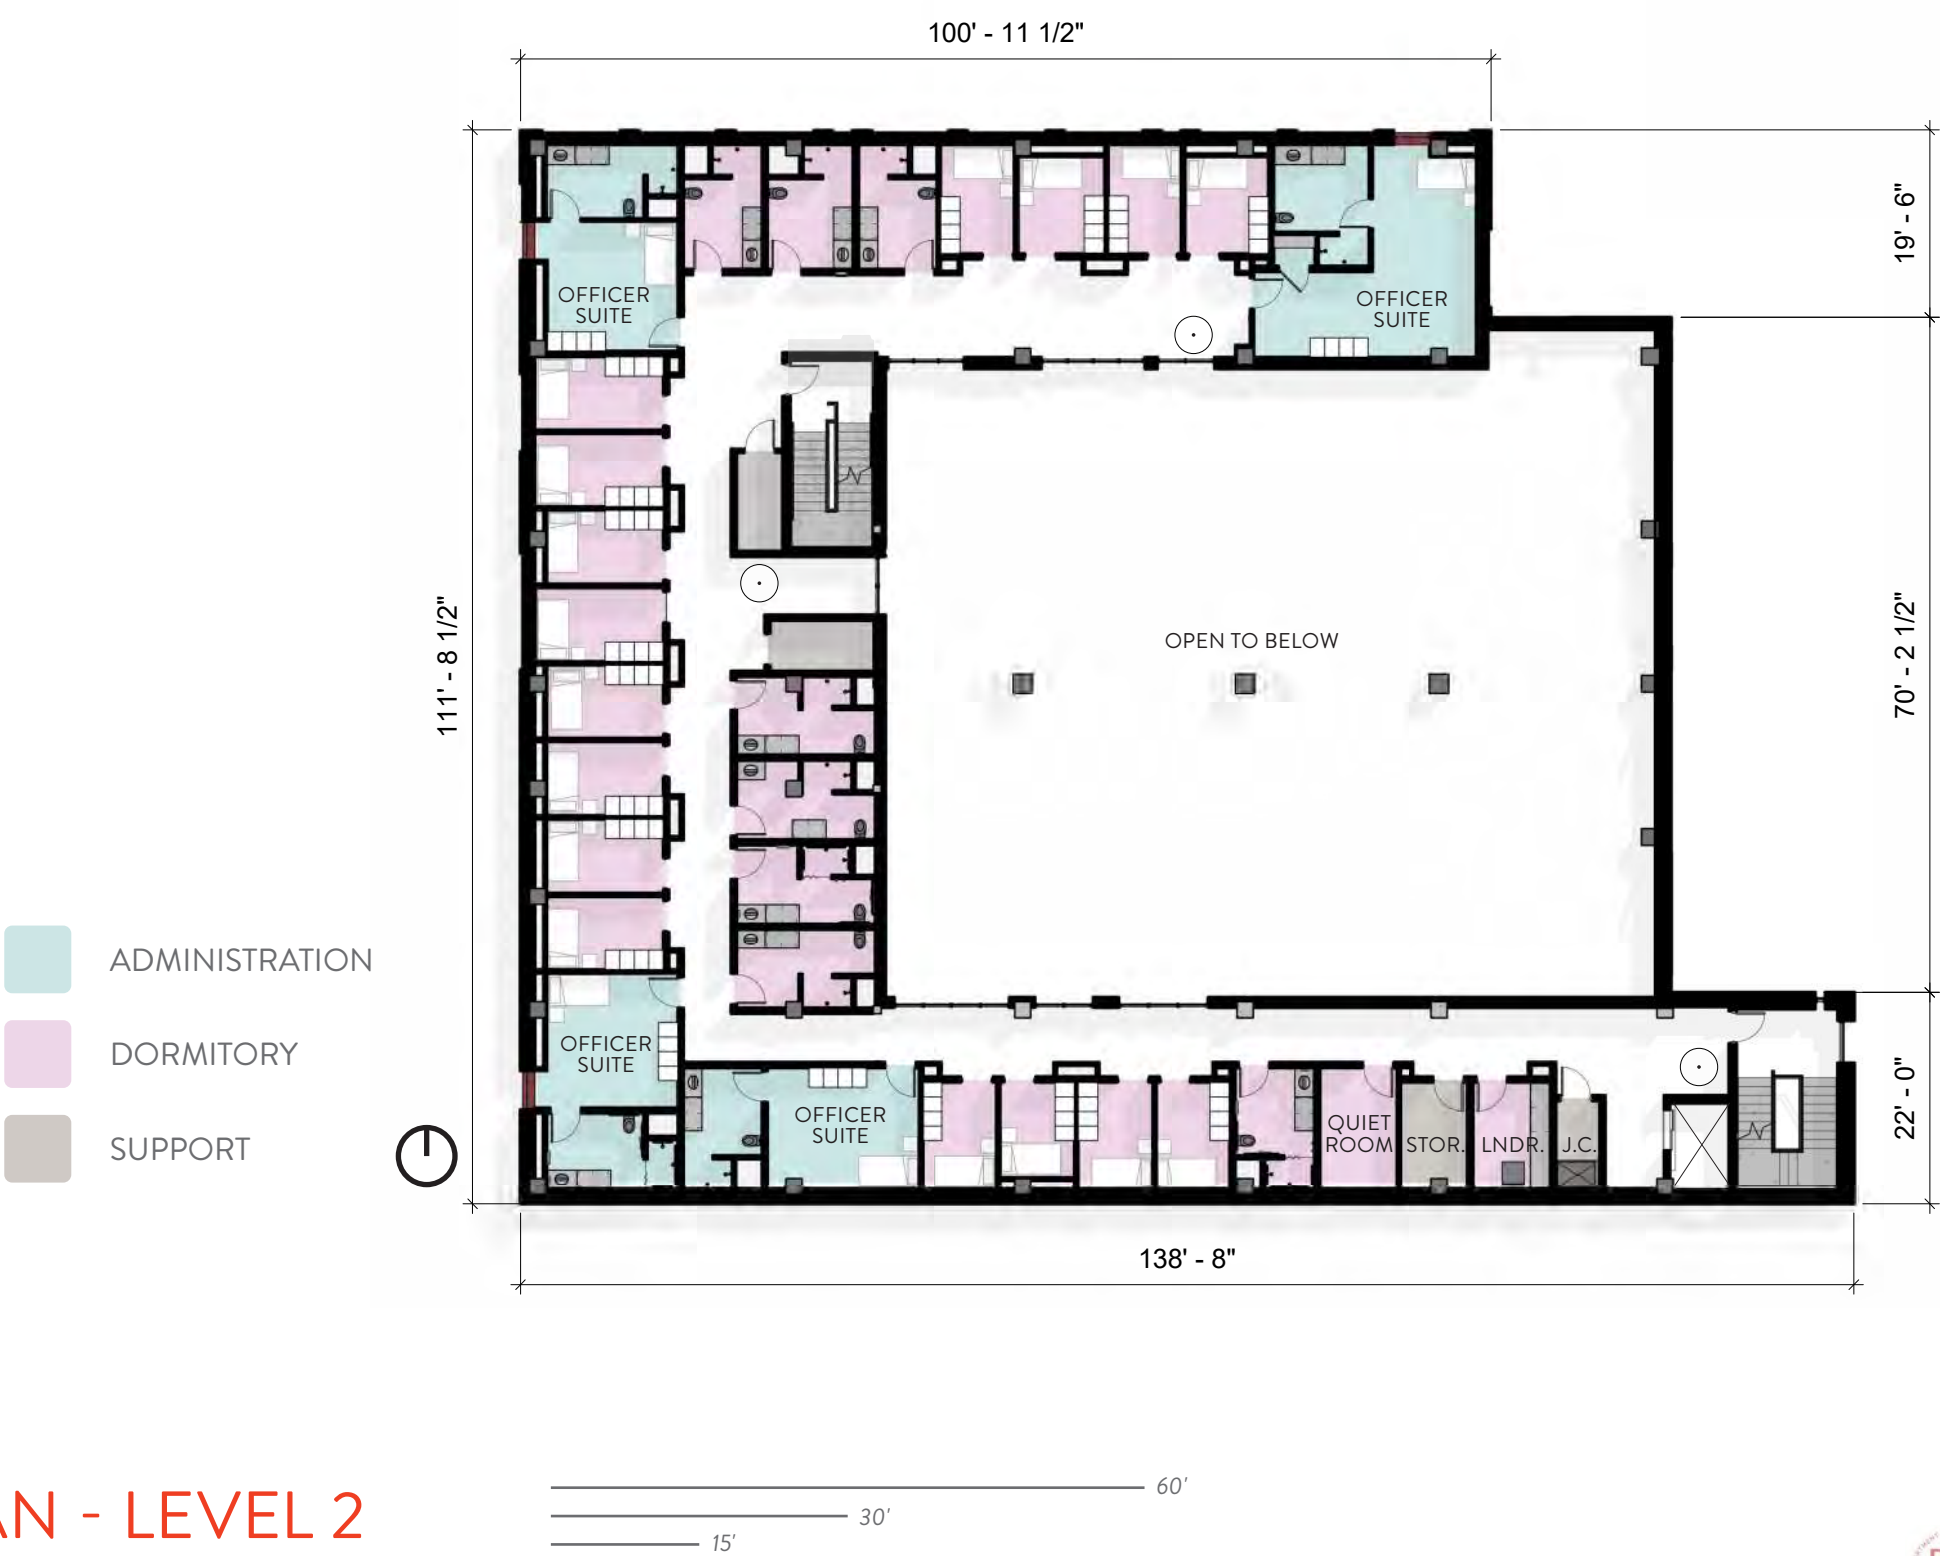 100' - 11 1/2"
19' - 6"
OFFICER
SUITE
OFFICER
SUITE
111' - 8 1/2"
70' - 2 1/2"
OPEN TO BELOW
ADMINISTRATION
DORMITORY
SUPPORT
OFFICER
SUITE
OFFICER
SUITE
QUIET
ROOM
STOR.
LNDR.
J.C.
22' - 0"
138' - 8"
AN - LEVEL 2
60'
30'
15'